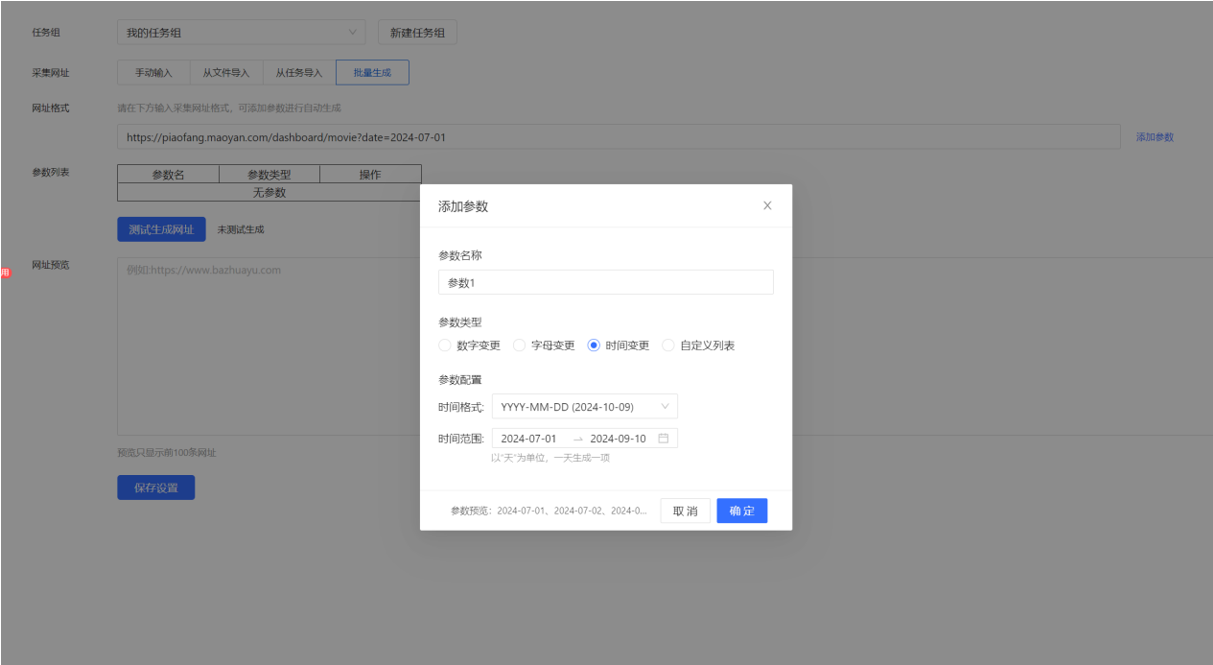 任务组 我的任务组 新建任务组
采集网址 手动输入 从文件导入 从任务导入 批量生成
网址格式 请在下方输入采集网址格式，可添加参数进行自动生成
https://piaofang.maoyan.com/dashboard/movie?date=2024-07-01 添加参数
参数列表 参数名 参数类型 操作
无参数
测试生成网址 未测试生成
网址预览 例如:https://www.bazhuayu.com
用
预览只显示前100条网址
保存设置
添加参数
参数名称
参数1
参数类型
数字变更 字母变更 时间变更 自定义列表
参数配置
时间格式: YYYY-MM-DD (2024-10-09)
时间范围: 2024-07-01 → 2024-09-10
以"天"为单位，一天生成一项
参数预览：2024-07-01、2024-07-02、2024-0... 取消 确定